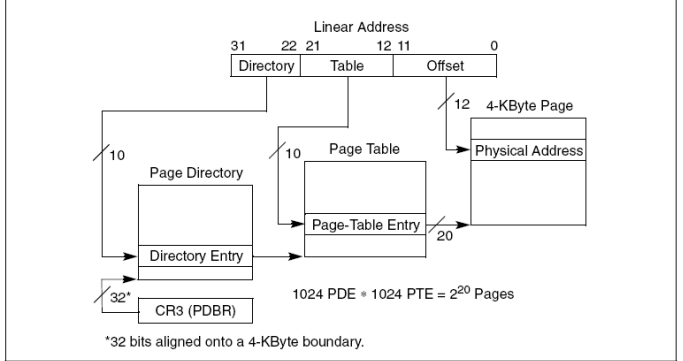 Linear Address
31 22 21 12 11 0
Directory Table Offset
12 4-KByte Page
10 10 Page Table Physical Address
Page Directory
Page-Table Entry
20
Directory Entry
32*
CR3 (PDBR)
1024 PDE * 1024 PTE = 2²⁰ Pages
*32 bits aligned onto a 4-KByte boundary.